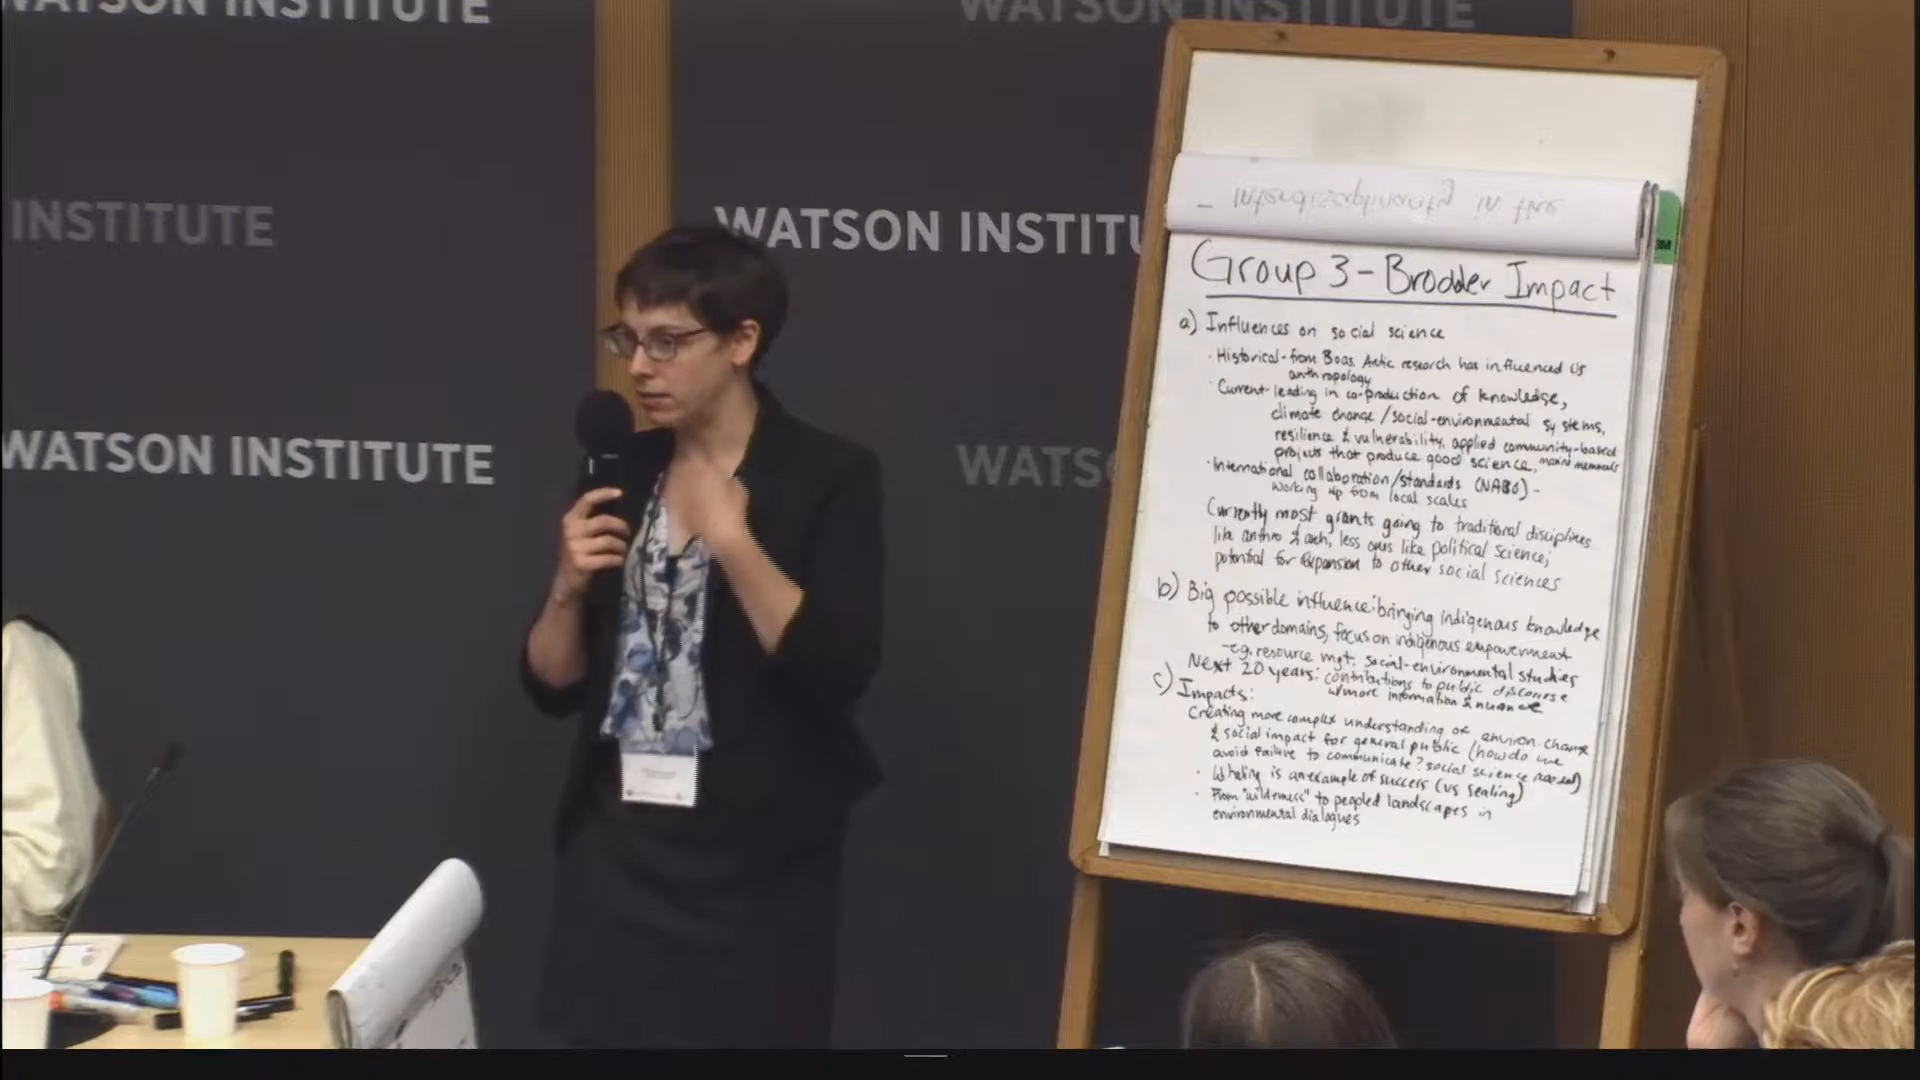 WATSON INSTITUTE
WATSON INSTITUTE
INSTITUTE
WATSON INSTITU
WATSON INSTITUTE
WATS
3M
Group 3 - Broader Impact
a) Influences on social science
· Historical - from Boas. Arctic research has influenced US
anthropology
· Current - leading in co-production of knowledge,
climate change / social-environmental systems,
resilience & vulnerability, applied community-based
projects that produce good science, marine mammals
· International collaboration/standards (NABO) -
working up from local scales
Currently most grants going to traditional disciplines
like anthro & arch, less ones like political science;
potential for expansion to other social sciences
b) Big possible influence: bringing indigenous knowledge
to other domains, focus on indigenous empowerment
- e.g. resource mgt. social-environmental studies
Next 20 years: contributions to public discourse
w/more information & nuance
c) Impacts:
Creating more complex understanding of environ. change
& social impact for general public (how do we
avoid failure to communicate? social science needed)
· Whaling is an example of success (vs sealing)
· From "wilderness" to peopled landscapes in
environmental dialogues